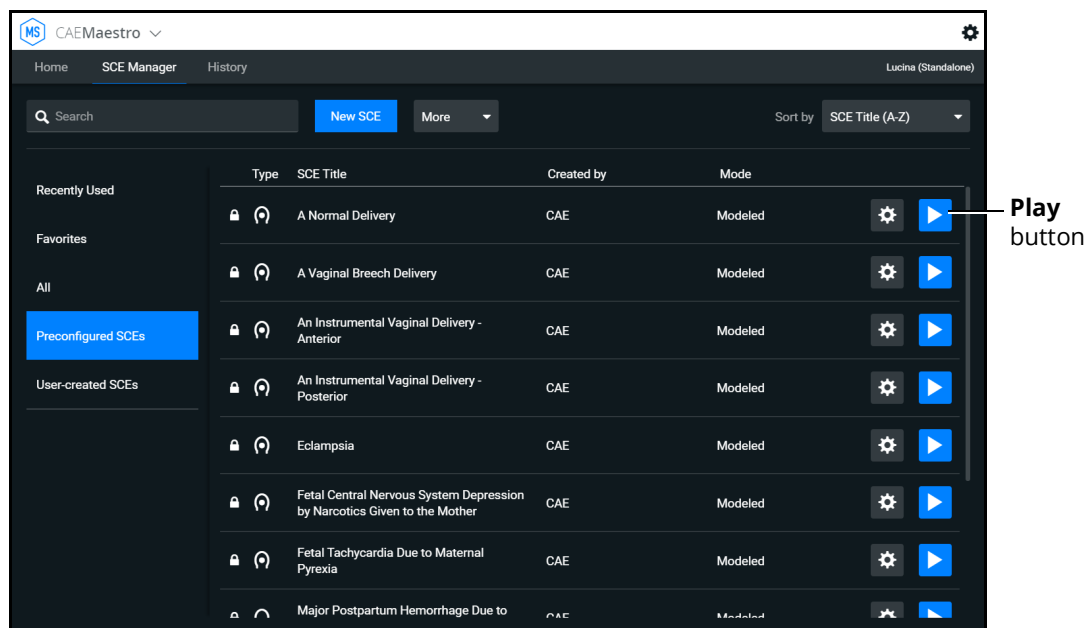 MS CAEMaestro
Home SCE Manager History Lucina (Standalone)
Search New SCE More Sort by SCE Title (A-Z)
Recently Used
Favorites
All
Preconfigured SCEs
User-created SCEs
Type SCE Title Created by Mode
A Normal Delivery CAE Modeled
A Vaginal Breech Delivery CAE Modeled
An Instrumental Vaginal Delivery -
Anterior CAE Modeled
An Instrumental Vaginal Delivery -
Posterior CAE Modeled
Eclampsia CAE Modeled
Fetal Central Nervous System Depression
by Narcotics Given to the Mother CAE Modeled
Fetal Tachycardia Due to Maternal
Pyrexia CAE Modeled
Major Postpartum Hemorrhage Due to
CAE Modeled
Play
button